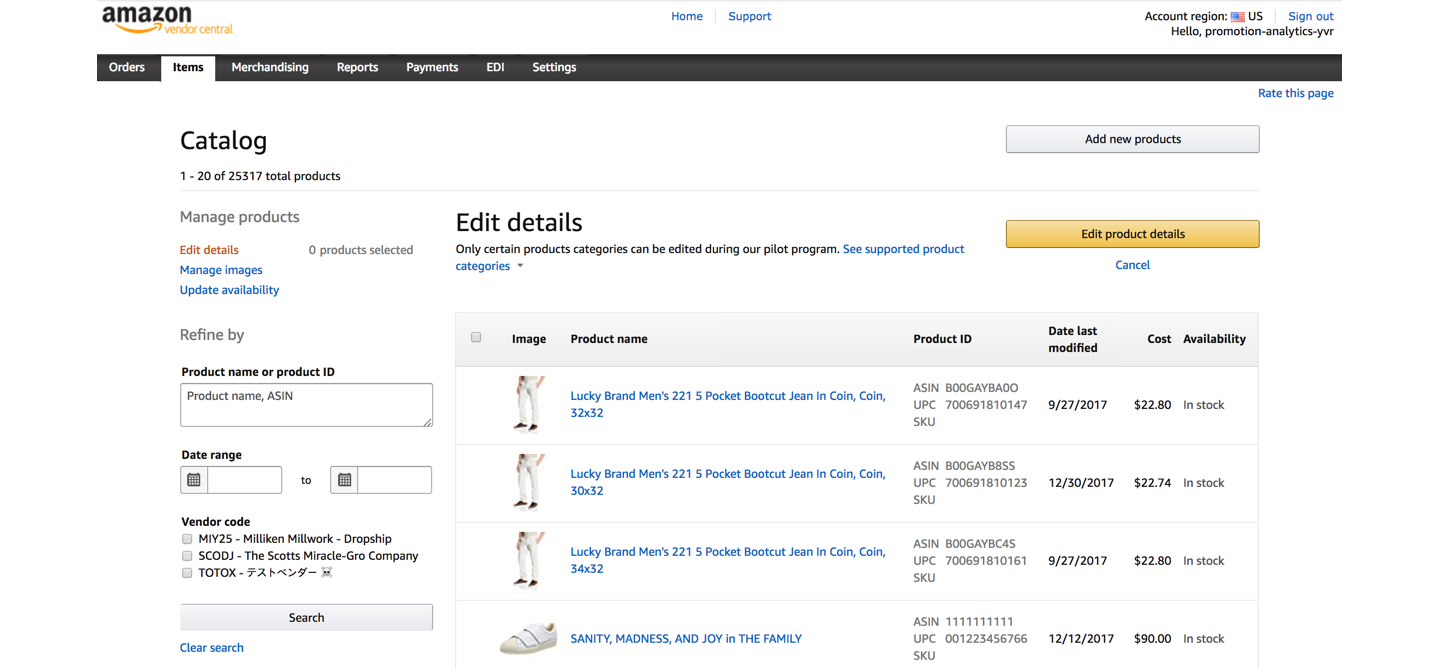 amazon
vendor central
Home
Support
Account region: US
Sign out
Hello, promotion-analytics-yvr
Orders
Items
Merchandising
Reports
Payments
EDI
Settings
Rate this page
Catalog
Add new products
1 - 20 of 25317 total products
Manage products
Edit details
0 products selected
Manage images
Update availability
Refine by
Product name or product ID
Product name, ASIN
Date range
to
Vendor code
MIY25 - Milliken Millwork - Dropship
SCODJ - The Scotts Miracle-Gro Company
TOTOX - テストベンダー ☠
Search
Clear search
Edit details
Only certain products categories can be edited during our pilot program. See supported product
categories
Edit product details
Cancel
Image
Product name
Product ID
Date last
modified
Cost
Availability
Lucky Brand Men's 221 5 Pocket Bootcut Jean In Coin, Coin,
32x32
ASIN B00GAYBA0O
UPC 700691810147
SKU
9/27/2017
$22.80
In stock
Lucky Brand Men's 221 5 Pocket Bootcut Jean In Coin, Coin,
30x32
ASIN B00GAYB8SS
UPC 700691810123
SKU
12/30/2017
$22.74
In stock
Lucky Brand Men's 221 5 Pocket Bootcut Jean In Coin, Coin,
34x32
ASIN B00GAYBC4S
UPC 700691810161
SKU
9/27/2017
$22.80
In stock
SANITY, MADNESS, AND JOY in THE FAMILY
ASIN 1111111111
UPC 001223456766
SKU
12/12/2017
$90.00
In stock